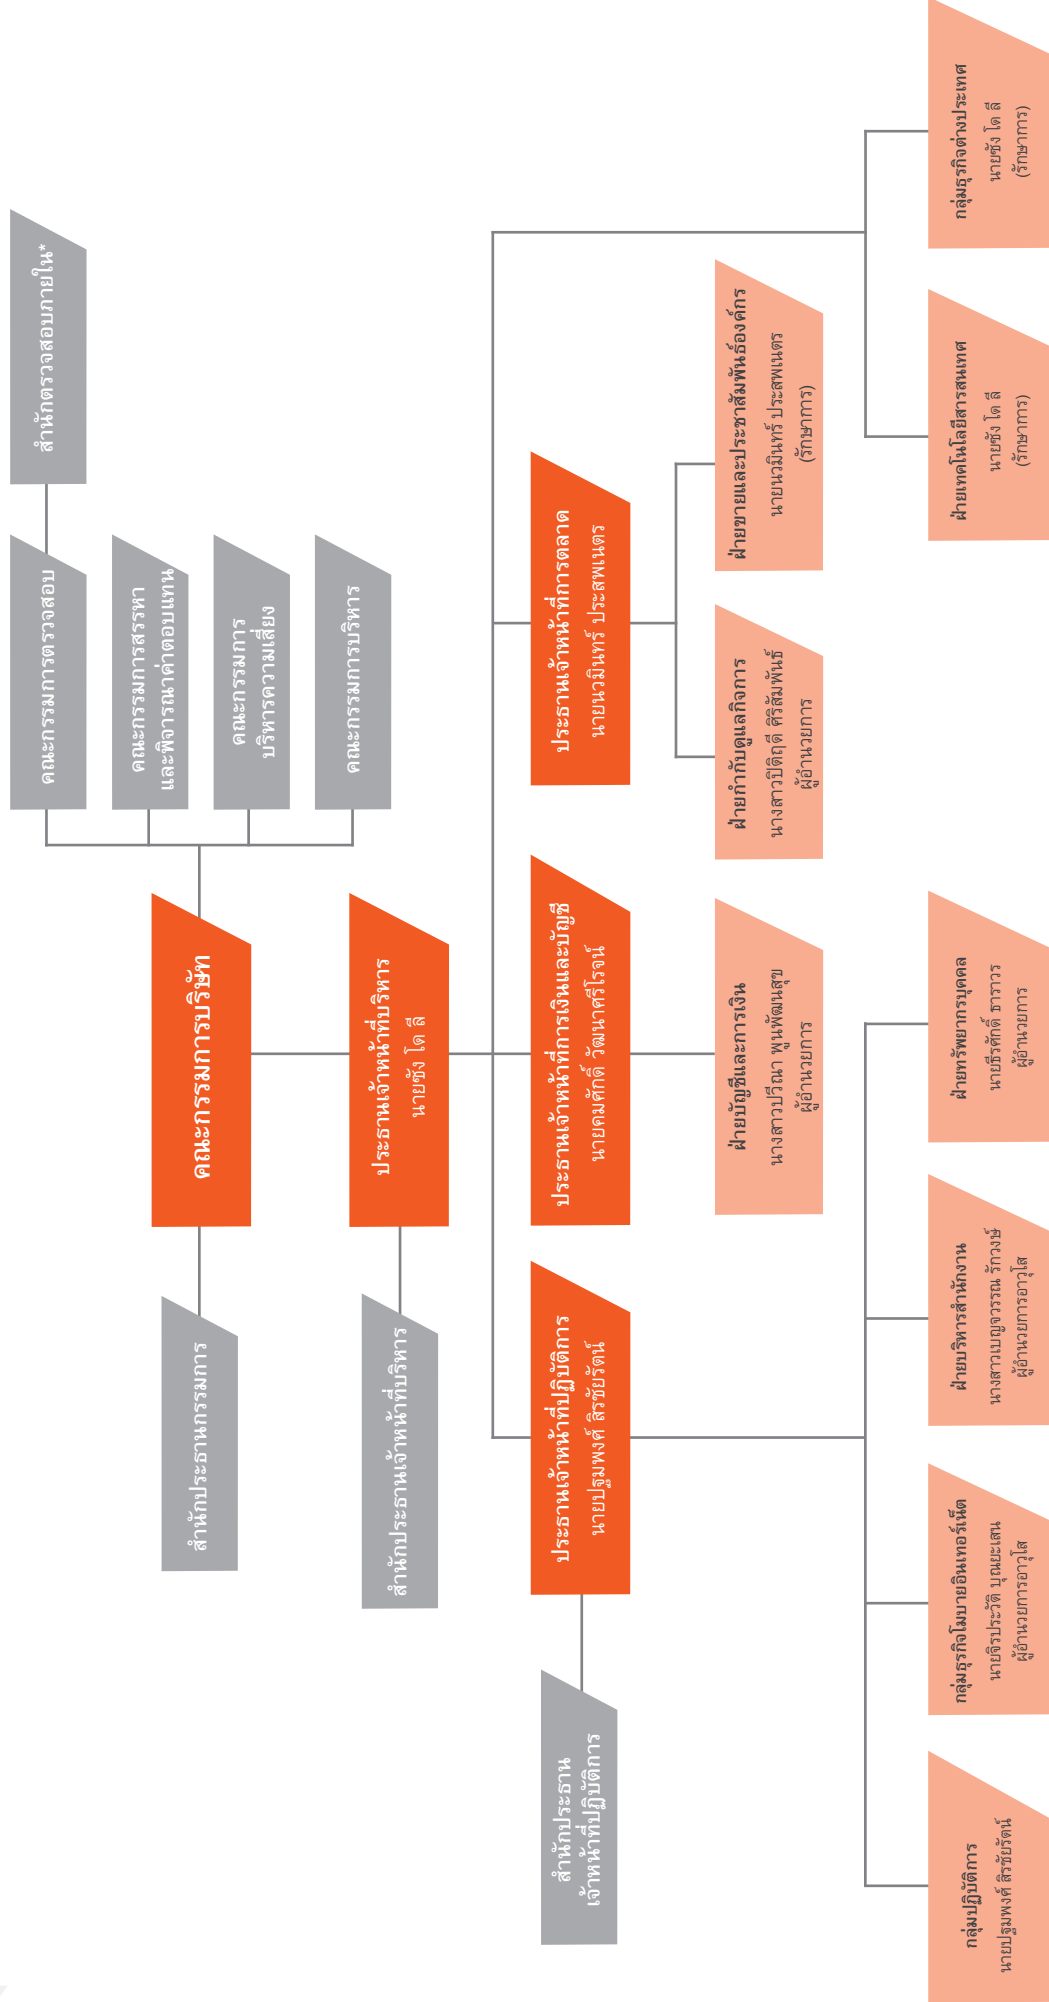 สำนักตรวจสอบภายใน*
คณะกรรมการตรวจสอบ
คณะกรรมการสรรหา
และพิจารณาค่าตอบแทน
คณะกรรมการ
บริหารความเสี่ยง
คณะกรรมการบริหาร
คณะกรรมการบริษัท
สำนักประธานกรรมการ
ประธานเจ้าหน้าที่บริหาร
นายซัง โด ลี
สำนักประธานเจ้าหน้าที่บริหาร
สำนักประธาน
เจ้าหน้าที่ปฏิบัติการ
ประธานเจ้าหน้าที่ปฏิบัติการ
นายปฐมพงศ์ สิรชัยรัตน์
ประธานเจ้าหน้าที่การเงินและบัญชี
นายคมศักดิ์ วัฒนาศรีโรจน์
ประธานเจ้าหน้าที่การตลาด
นายนวมินทร์ ประสพเนตร
ฝ่ายบัญชีและการเงิน
นางสาวปวีณา พูนพัฒนสุข
ผู้อำนวยการ
ฝ่ายกำกับดูแลกิจการ
นางสาวปิติฤดี ศิริสัมพันธ์
ผู้อำนวยการ
ฝ่ายขายและประชาสัมพันธ์องค์กร
นายนวมินทร์ ประสพเนตร
(รักษาการ)
กลุ่มปฏิบัติการ
นายปฐมพงศ์ สิรชัยรัตน์
กลุ่มธุรกิจโมบายอินเทอร์เน็ต
นายจิรประวัติ บุณยะเสน
ผู้อำนวยการอาวุโส
ฝ่ายบริหารสำนักงาน
นางสาวเบญจวรรณ รักวงษ์
ผู้อำนวยการอาวุโส
ฝ่ายทรัพยากรบุคคล
นายธีรศักดิ์ ธาราวร
ผู้อำนวยการ
ฝ่ายเทคโนโลยีสารสนเทศ
นายซัง โด ลี
(รักษาการ)
กลุ่มธุรกิจต่างประเทศ
นายซัง โด ลี
(รักษาการ)